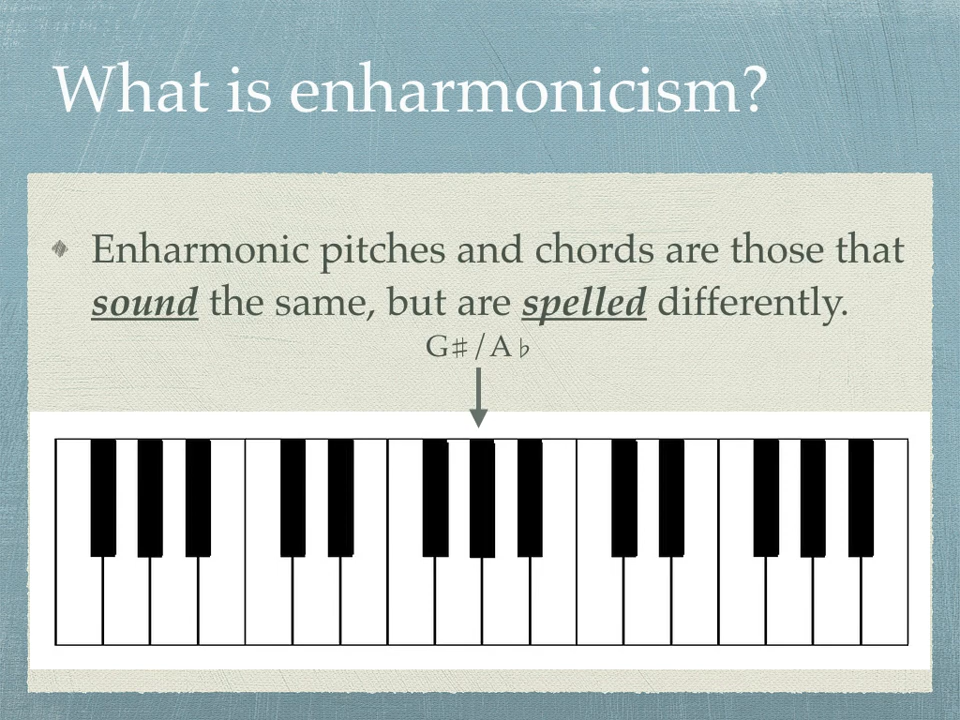 What is enharmonicism?
Enharmonic pitches and chords are those that
sound the same, but are spelled differently.
G♯/A♭